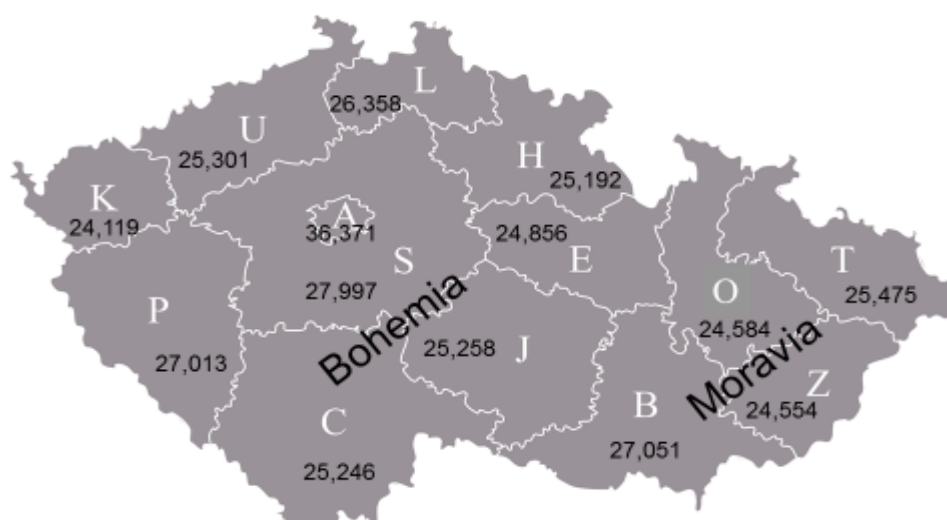 L
26,358
U
25,301
H
25,192
K
24,119
A
36,371
24,856
E
S
27,997
T
25,475
O
24,584
P
27,013
Bohemia
25,258
J
Moravia
Z
24,554
B
27,051
C
25,246